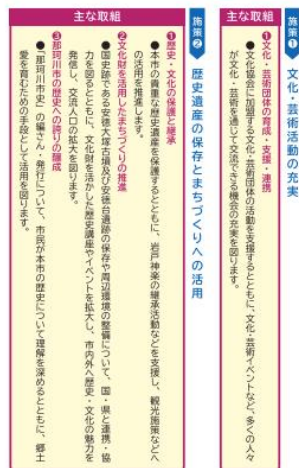 施策❶ 文化・芸術活動の充実
主な取組
❶文化・芸術団体の育成・支援・連携
●文化協会に加盟する文化・芸術団体の活動を支援するとともに、文化・芸術イベントなど、多くの人々
が文化・芸術を通じて交流できる機会の充実を図ります。
施策❷ 歴史遺産の保存とまちづくりへの活用
主な取組
❶歴史・文化の保護と継承
●本市の貴重な歴史遺産を保護するとともに、岩戸神楽の継承活動などを支援し、観光施策などへ
の活用を推進します。
❷文化財を活用したまちづくりの推進
●国史跡である安徳大塚古墳及び安徳台遺跡の保存や周辺環境の整備について、国・県と連携・協
力を図るとともに、文化財を活かした歴史講座やイベントを拡大し、市内外へ歴史・文化の魅力を
発信し、交流人口の拡大を図ります。
❸那珂川市の歴史への誇りの醸成
●「那珂川市史」の編さん・発行について、市民が本市の歴史について理解を深めるとともに、郷土
愛を育むための手段として活用を図ります。